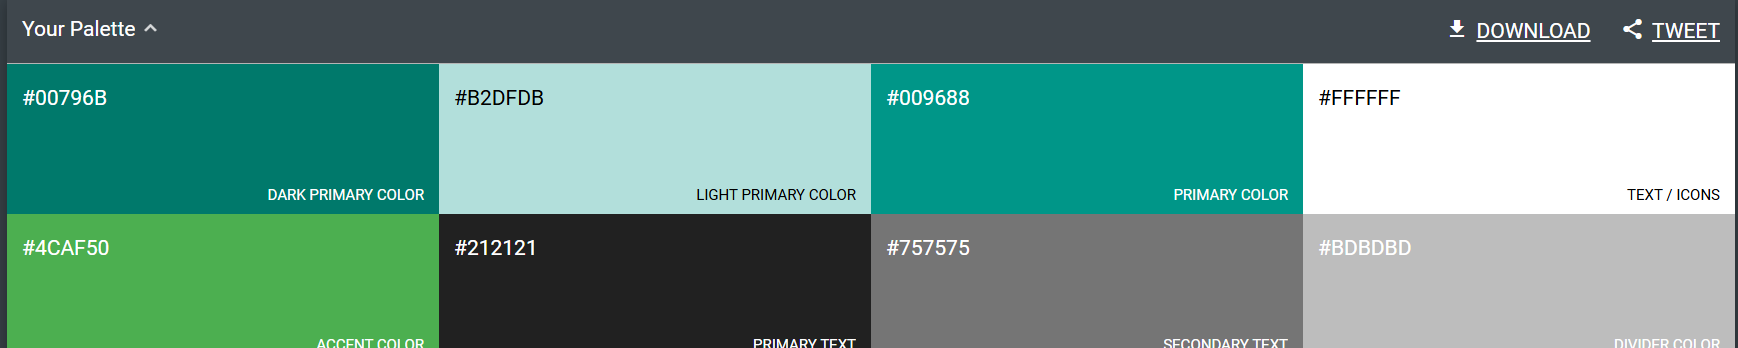 Your Palette
DOWNLOAD
TWEET
#00796B
#B2DFDB
#009688
#FFFFFF
DARK PRIMARY COLOR
LIGHT PRIMARY COLOR
PRIMARY COLOR
TEXT / ICONS
#4CAF50
#212121
#757575
#BDBDBD
ACCENT COLOR
PRIMARY TEXT
SECONDARY TEXT
DIVIDER COLOR